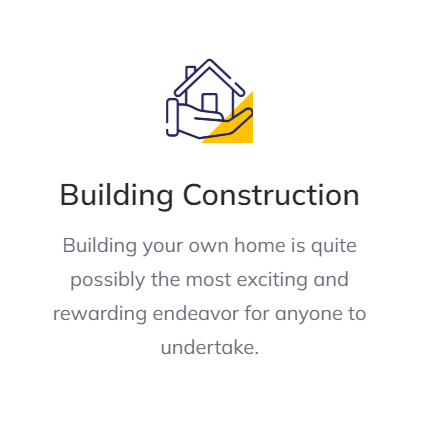 Building Construction
Building your own home is quite
possibly the most exciting and
rewarding endeavor for anyone to
undertake.